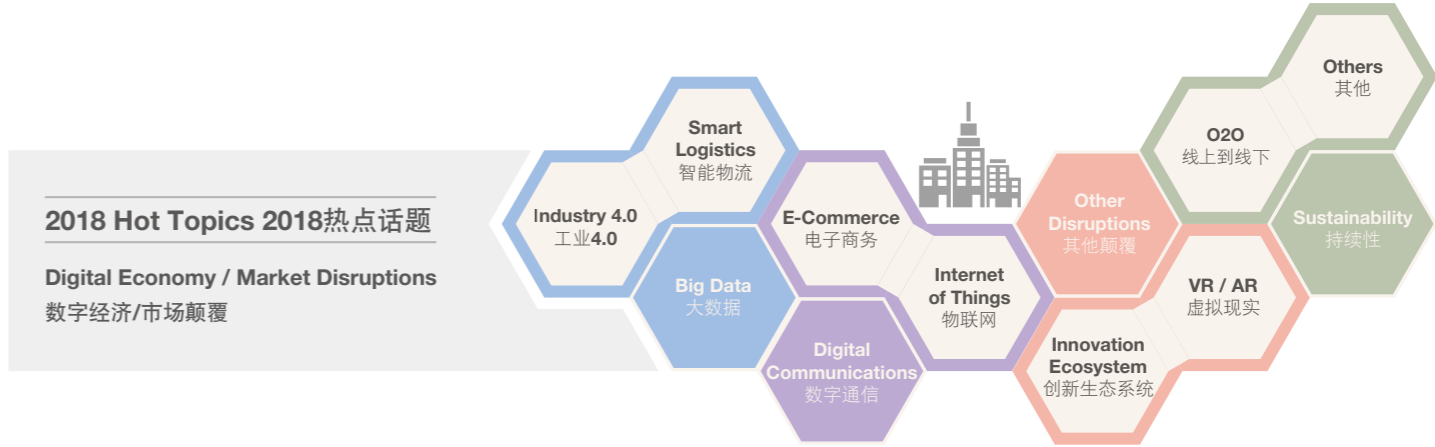 2018 Hot Topics 2018热点话题
Digital Economy / Market Disruptions
数字经济/市场颠覆
Industry 4.0
工业4.0
Smart
Logistics
智能物流
Big Data
大数据
E-Commerce
电子商务
Digital
Communications
数字通信
Internet
of Things
物联网
Other
Disruptions
其他颠覆
Innovation
Ecosystem
创新生态系统
VR / AR
虚拟现实
O2O
线上到线下
Others
其他
Sustainability
持续性